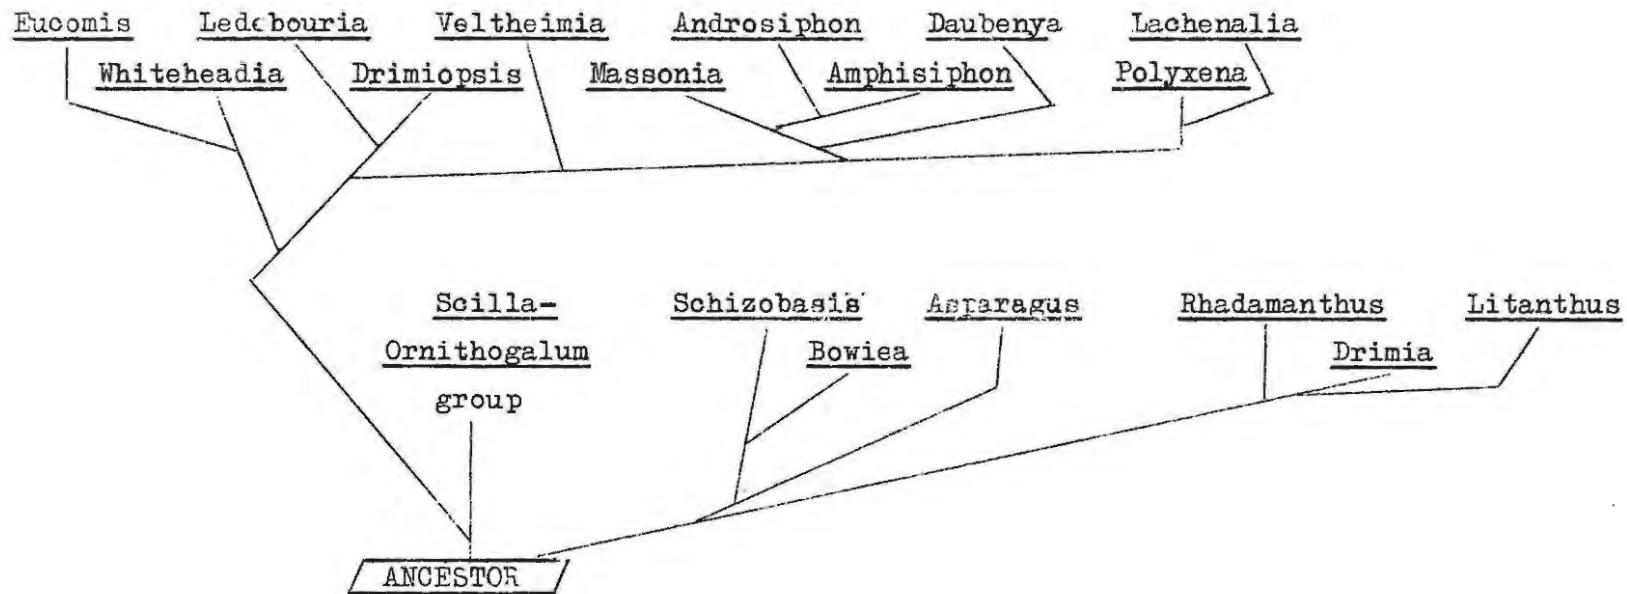 Eucomis Ledebouria Veltheimia Androsiphon Daubenya Lachenalia
Whiteheadia Drimiopsis Massonia Amphisiphon Polyxena
Scilla- Schizobasis Asparagus Rhadamanthus Litanthus
Ornithogalum Bowiea Drimia
group
ANCESTOR